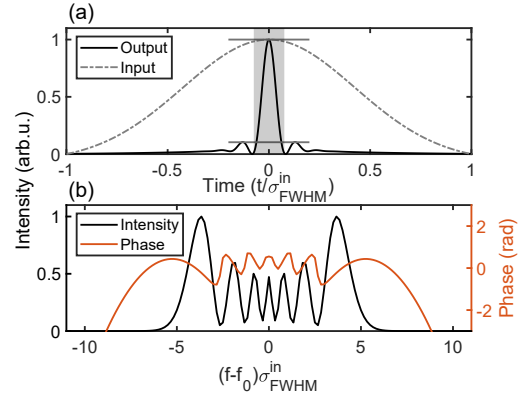 (a)
1
0.5
0
Output
Input
-1
-0.5
0
0.5
1
Time (t/σ^in_FWHM)
Intensity (arb.u.)
(b)
1
0.5
0
Intensity
Phase
2
0
-2
Phase (rad)
-10
-5
0
5
10
(f-f_0)σ^in_FWHM